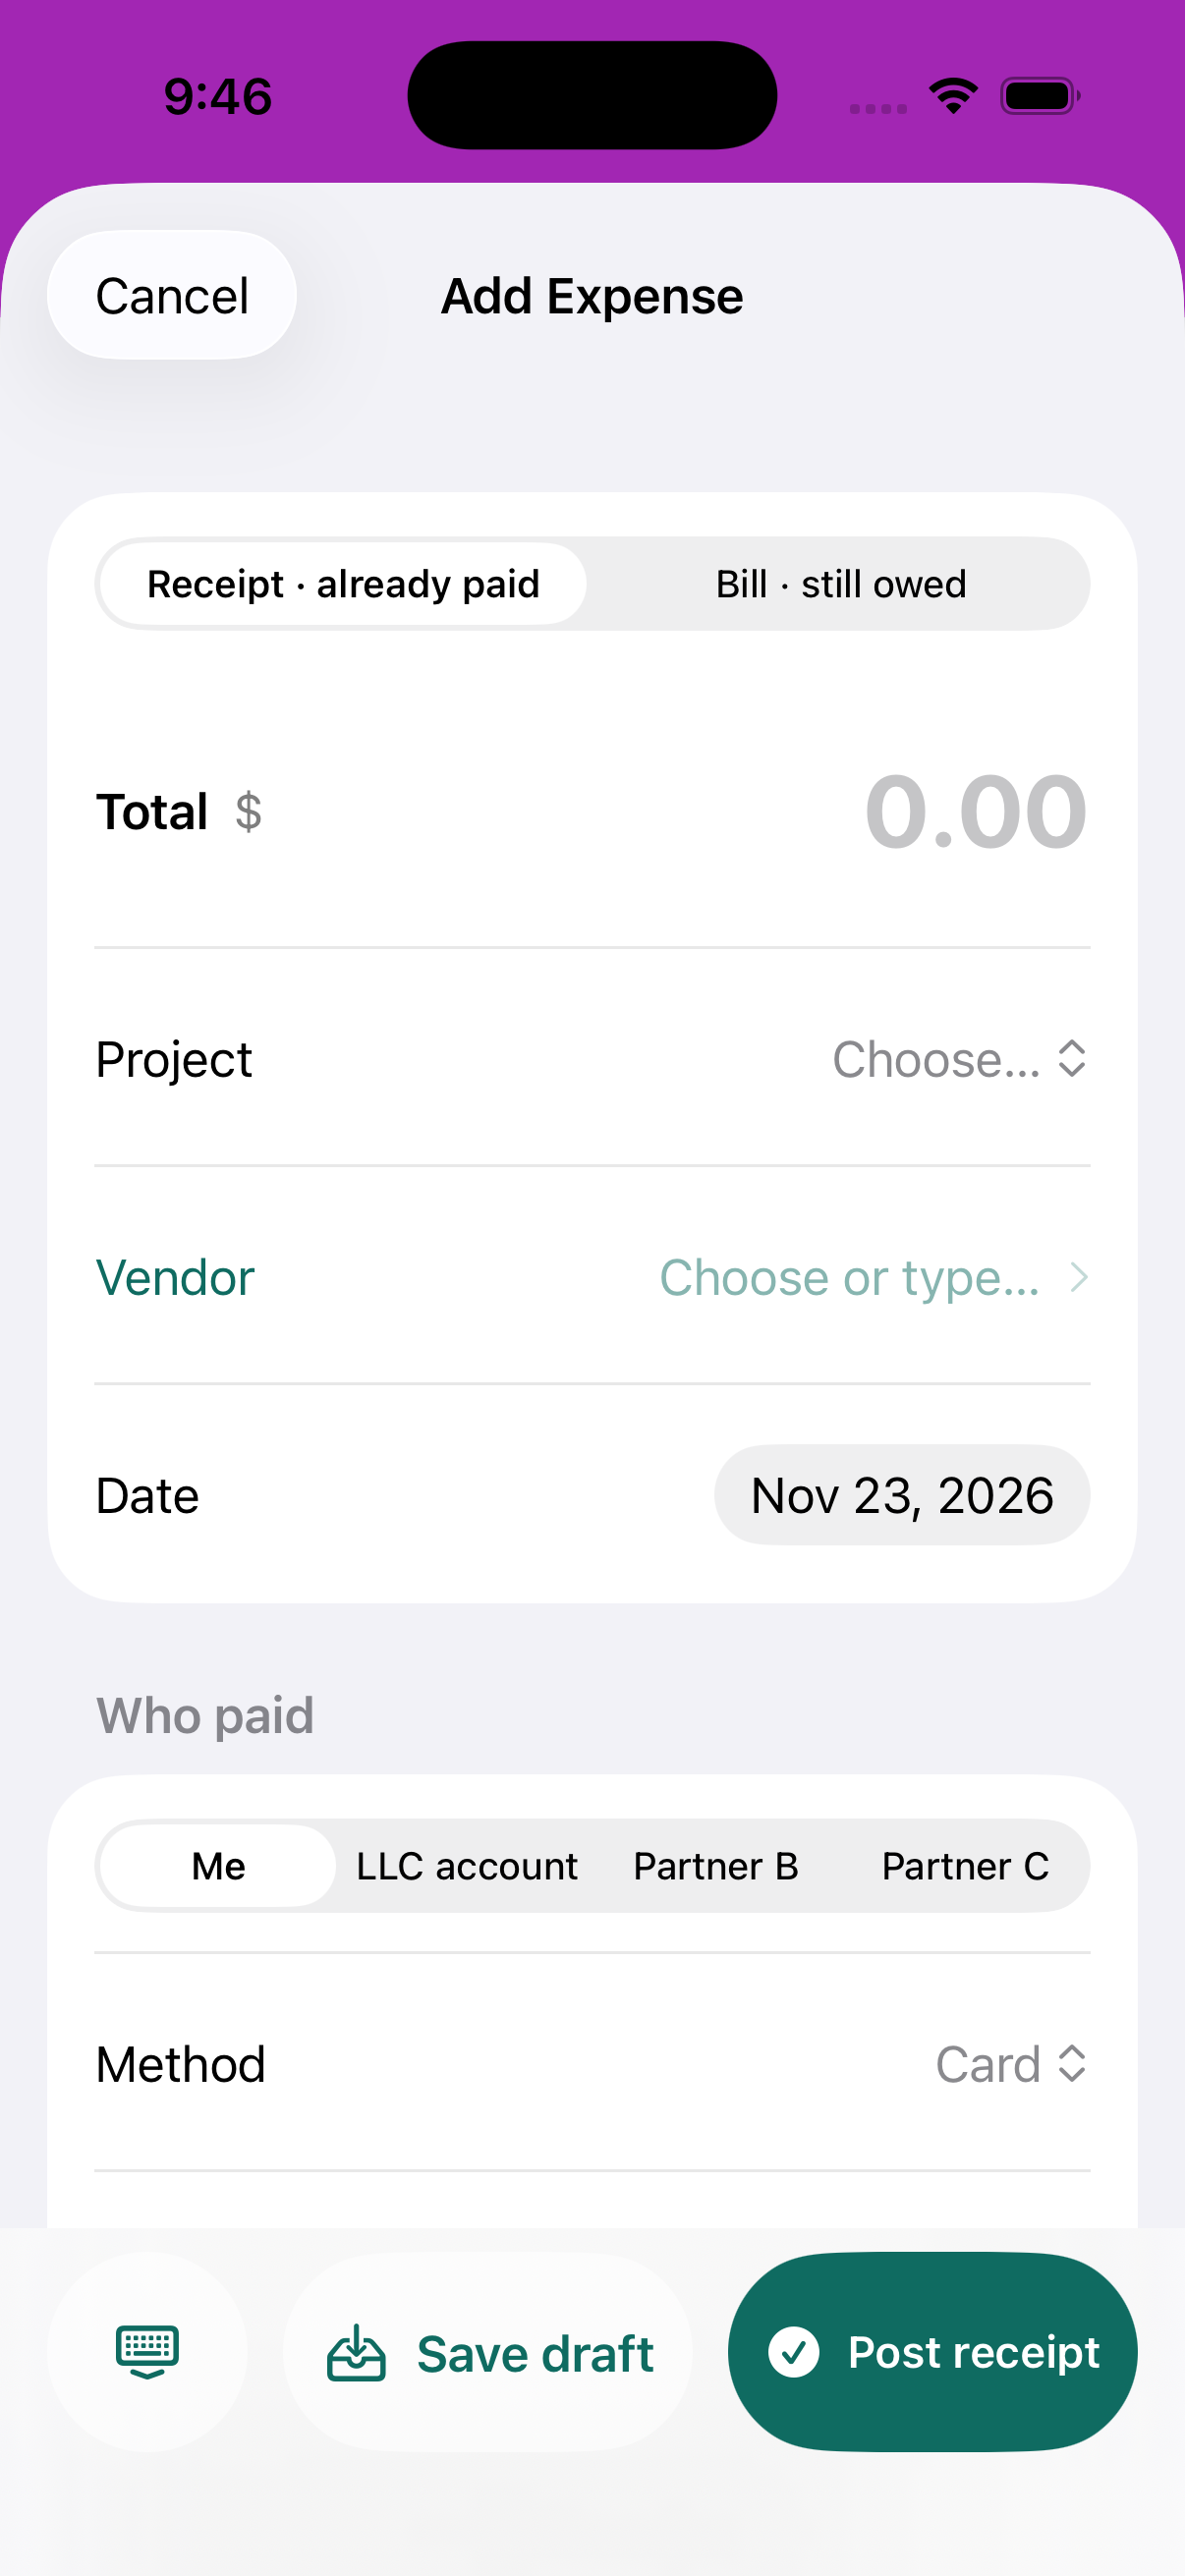 9:46
Cancel
Add Expense
Receipt · already paid
Bill · still owed
Total $
0.00
Project
Choose...
Vendor
Choose or type...
Date
Nov 23, 2026
Who paid
Me
LLC account
Partner B
Partner C
Method
Card
Save draft
Post receipt